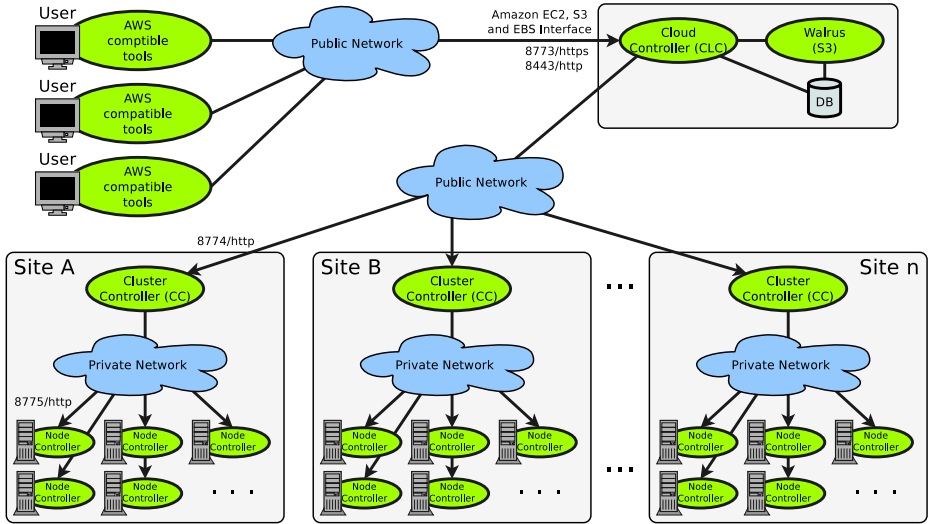 User
AWS
comptible
tools
User
AWS
compatible
tools
User
AWS
compatible
tools
Public Network
Amazon EC2, S3
and EBS Interface
8773/https
8443/http
Cloud
Controller (CLC)
Walrus
(S3)
DB
Public Network
8774/http
Site A
Cluster
Controller (CC)
Private Network
8775/http
Node
Controller
Node
Controller
Node
Controller
Node
Controller
Node
Controller
. . .
Site B
Cluster
Controller (CC)
Private Network
Node
Controller
Node
Controller
Node
Controller
Node
Controller
Node
Controller
. . .
...
...
Site n
Cluster
Controller (CC)
Private Network
Node
Controller
Node
Controller
Node
Controller
Node
Controller
Node
Controller
. . .